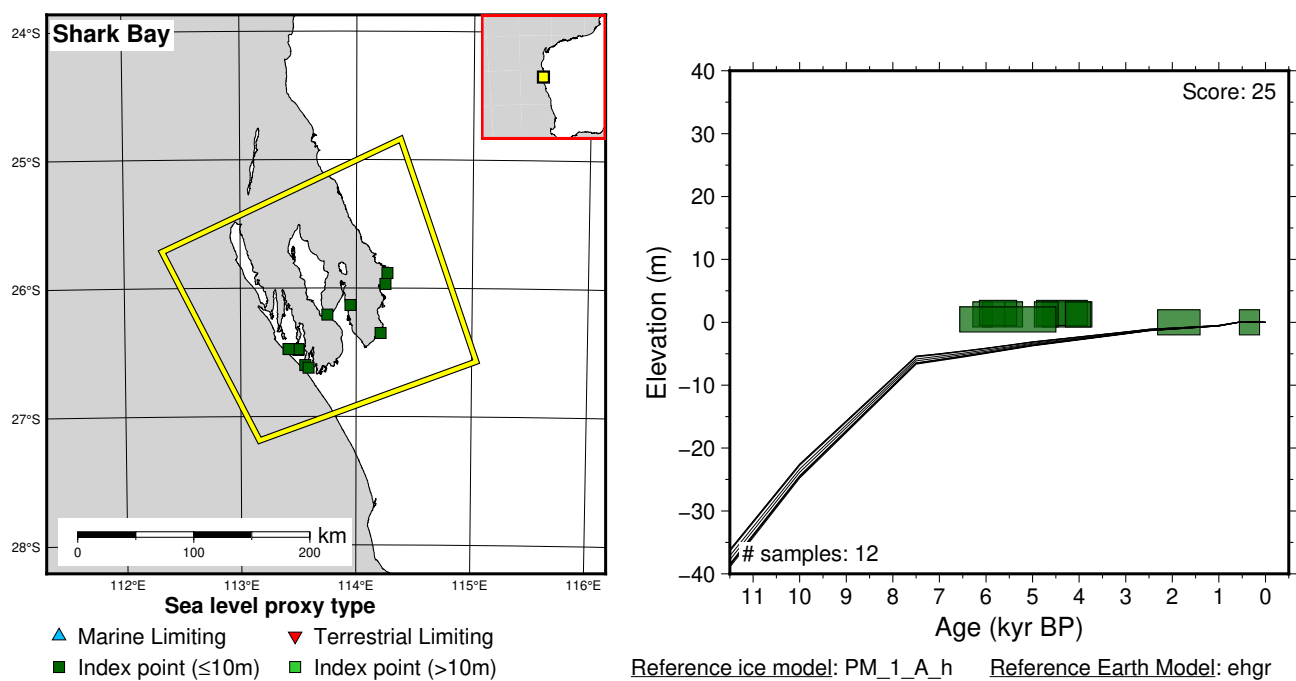 Shark Bay
24°S
25°S
26°S
27°S
28°S
112°E
113°E
114°E
115°E
116°E
km
0
100
200
Sea level proxy type
Marine Limiting
Terrestrial Limiting
Index point (≤10m)
Index point (>10m)
Score: 25
Elevation (m)
40
30
20
10
0
−10
−20
−30
−40
# samples: 12
11 10 9 8 7 6 5 4 3 2 1 0
Age (kyr BP)
Reference ice model: PM_1_A_h Reference Earth Model: ehgr